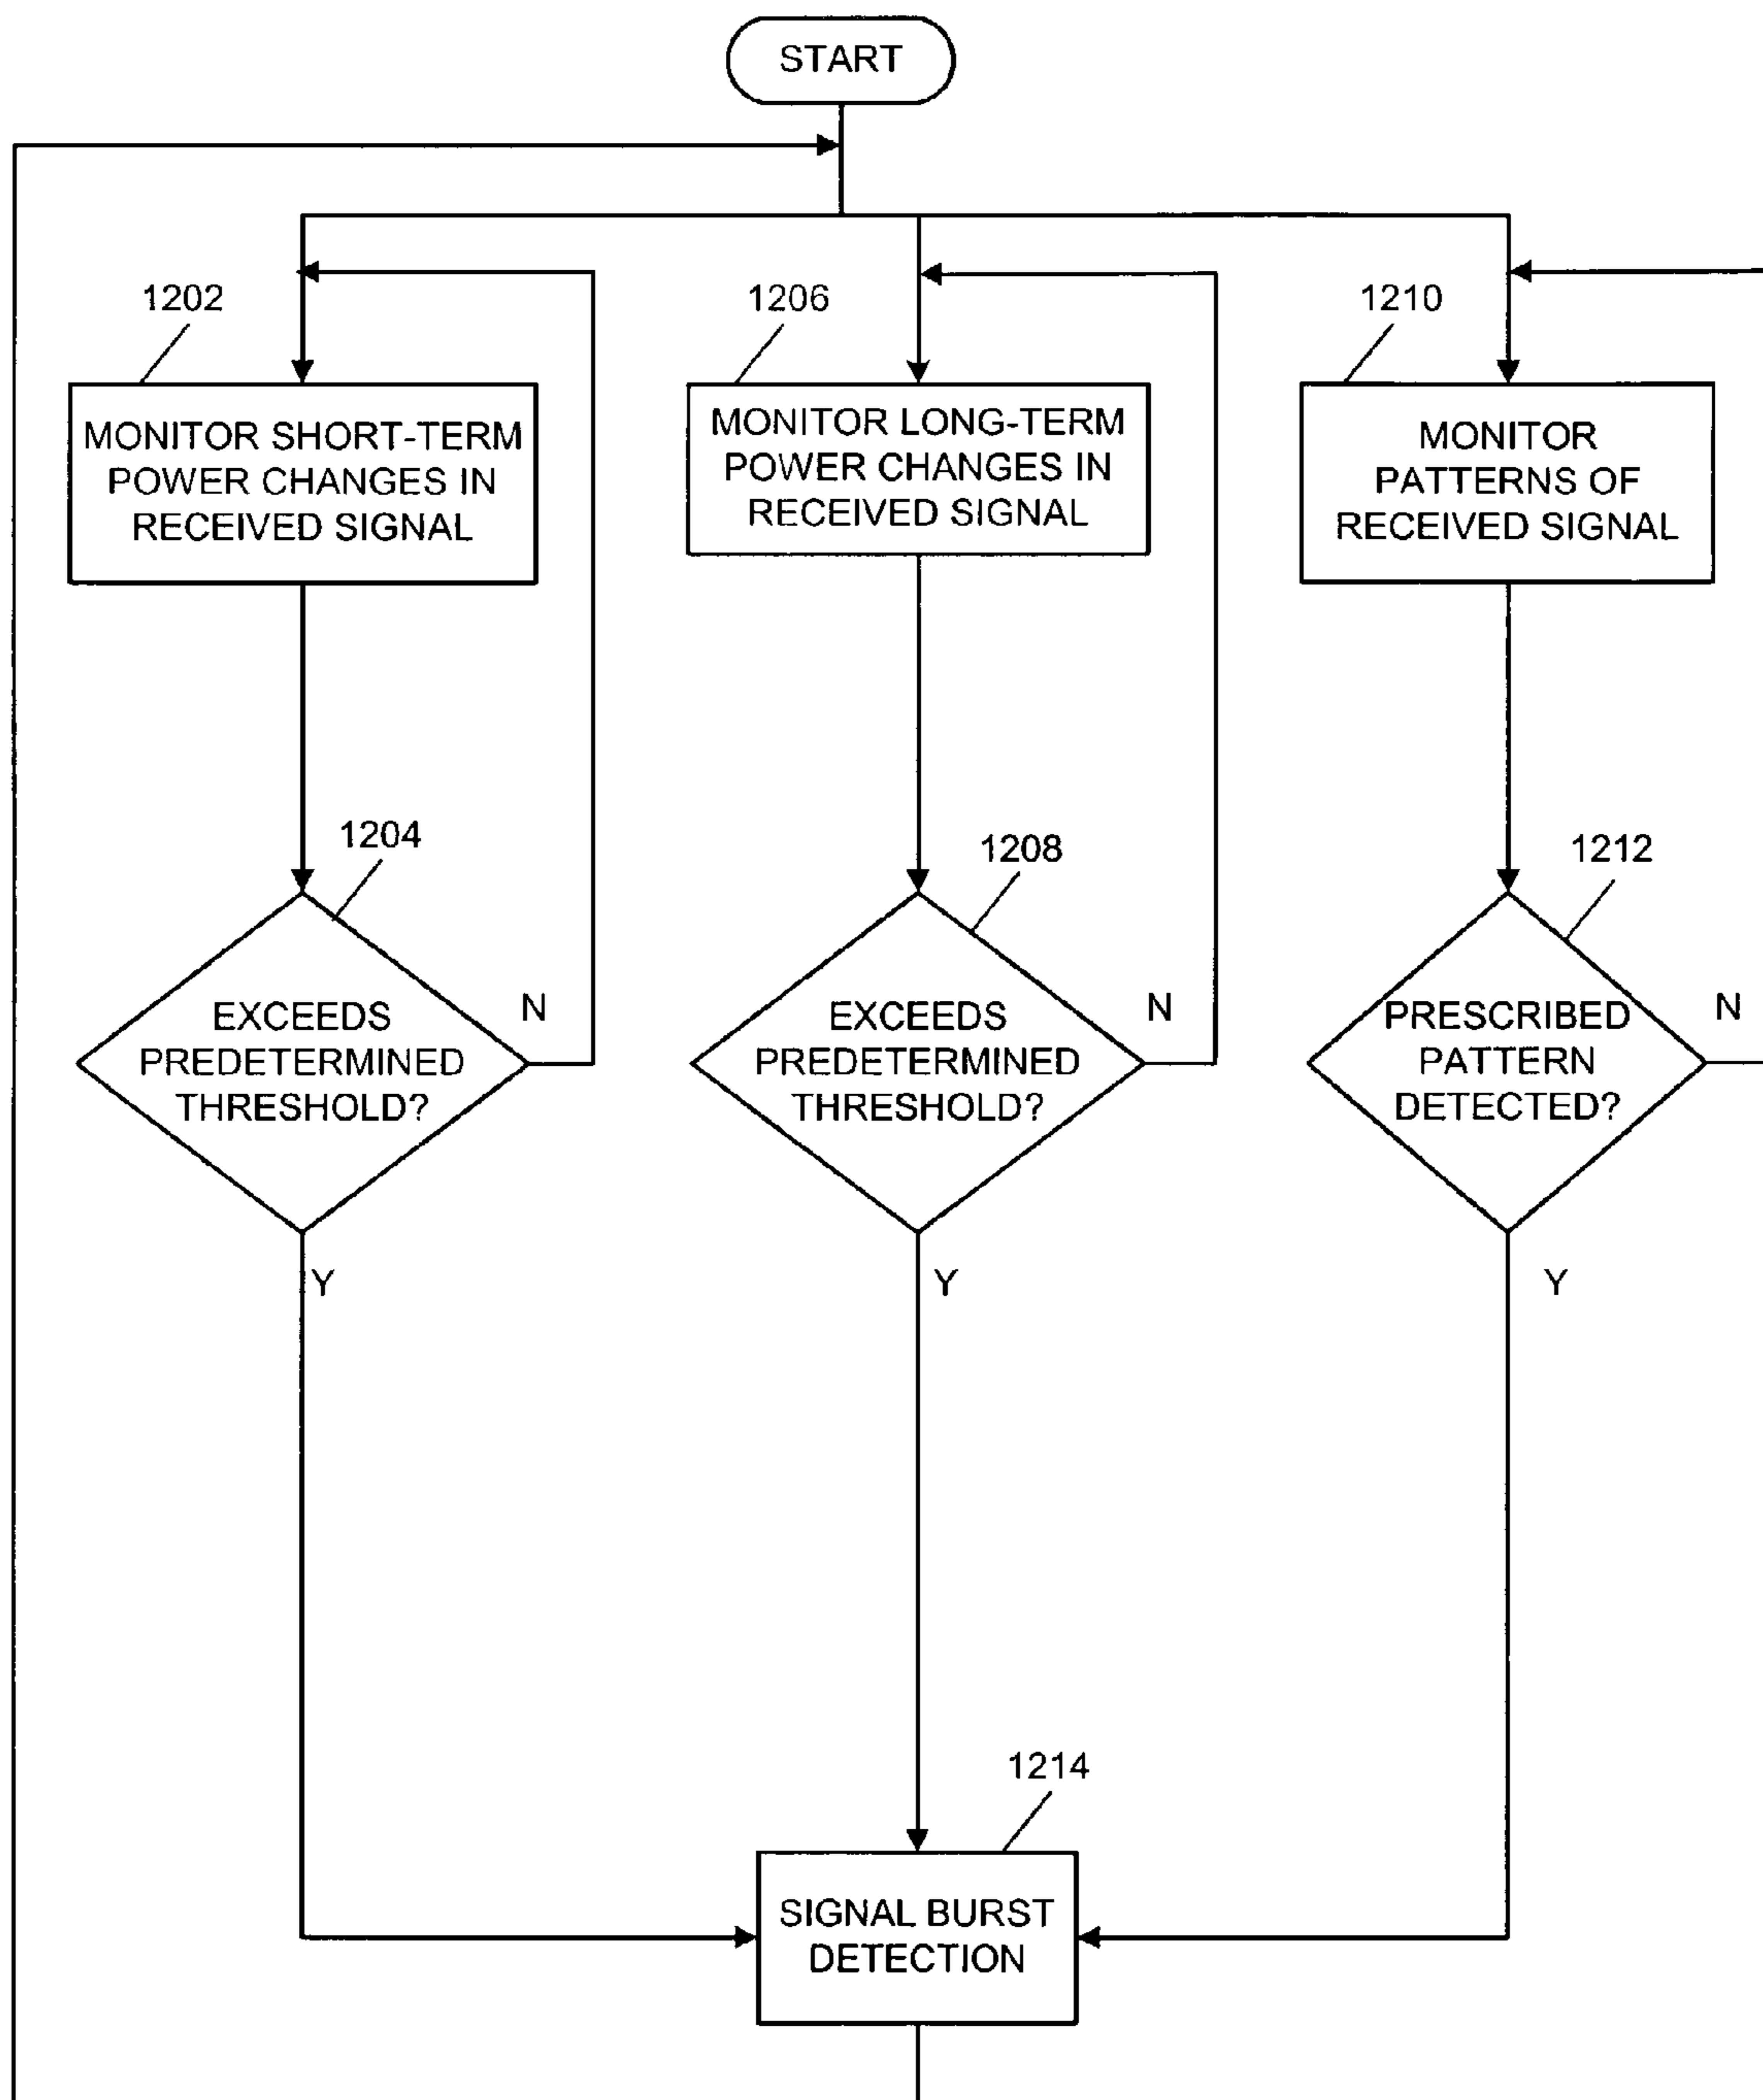 START
1202
1206
1210
MONITOR SHORT-TERM
POWER CHANGES IN
RECEIVED SIGNAL
MONITOR LONG-TERM
POWER CHANGES IN
RECEIVED SIGNAL
MONITOR
PATTERNS OF
RECEIVED SIGNAL
1204
1208
1212
EXCEEDS
PREDETERMINED
THRESHOLD?
N
EXCEEDS
PREDETERMINED
THRESHOLD?
N
PRESCRIBED
PATTERN
DETECTED?
N
Y
Y
Y
1214
SIGNAL BURST
DETECTION